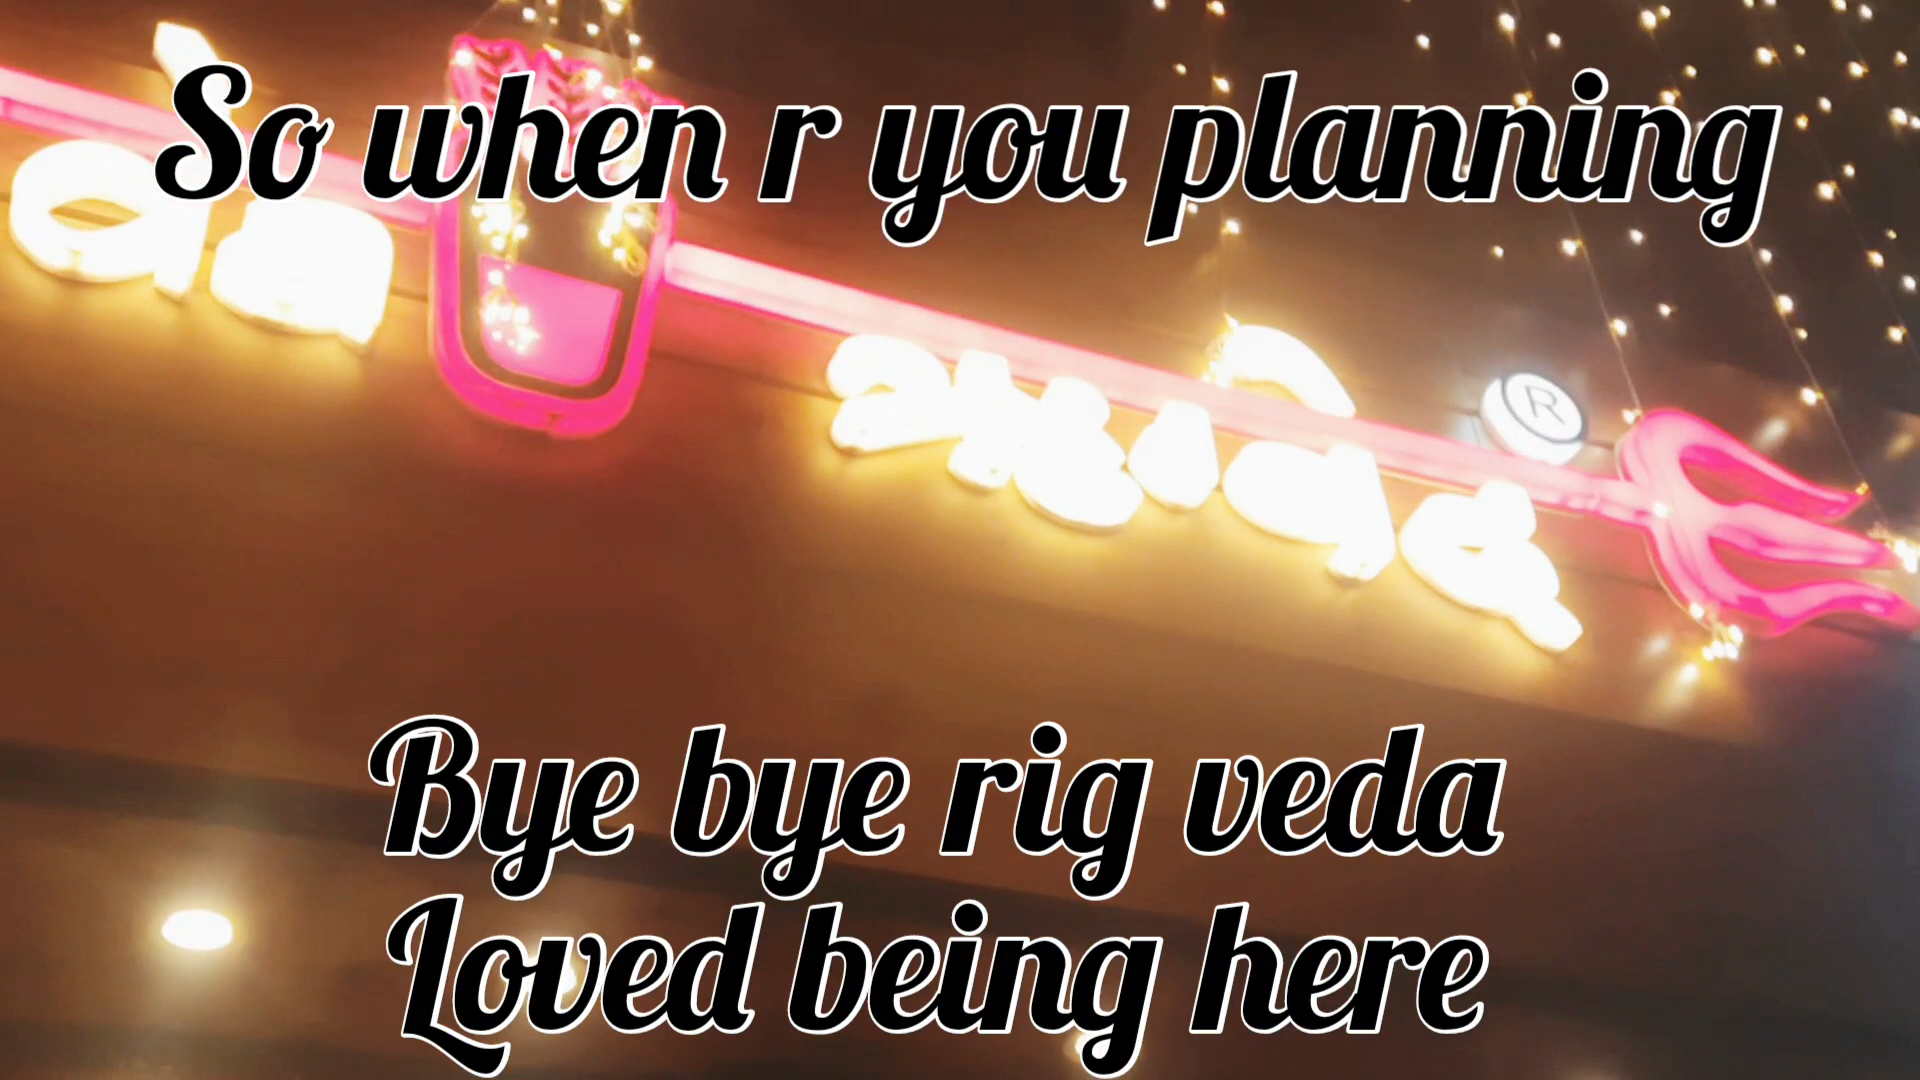 So when r you planning
®
Bye bye rig veda
Loved being here